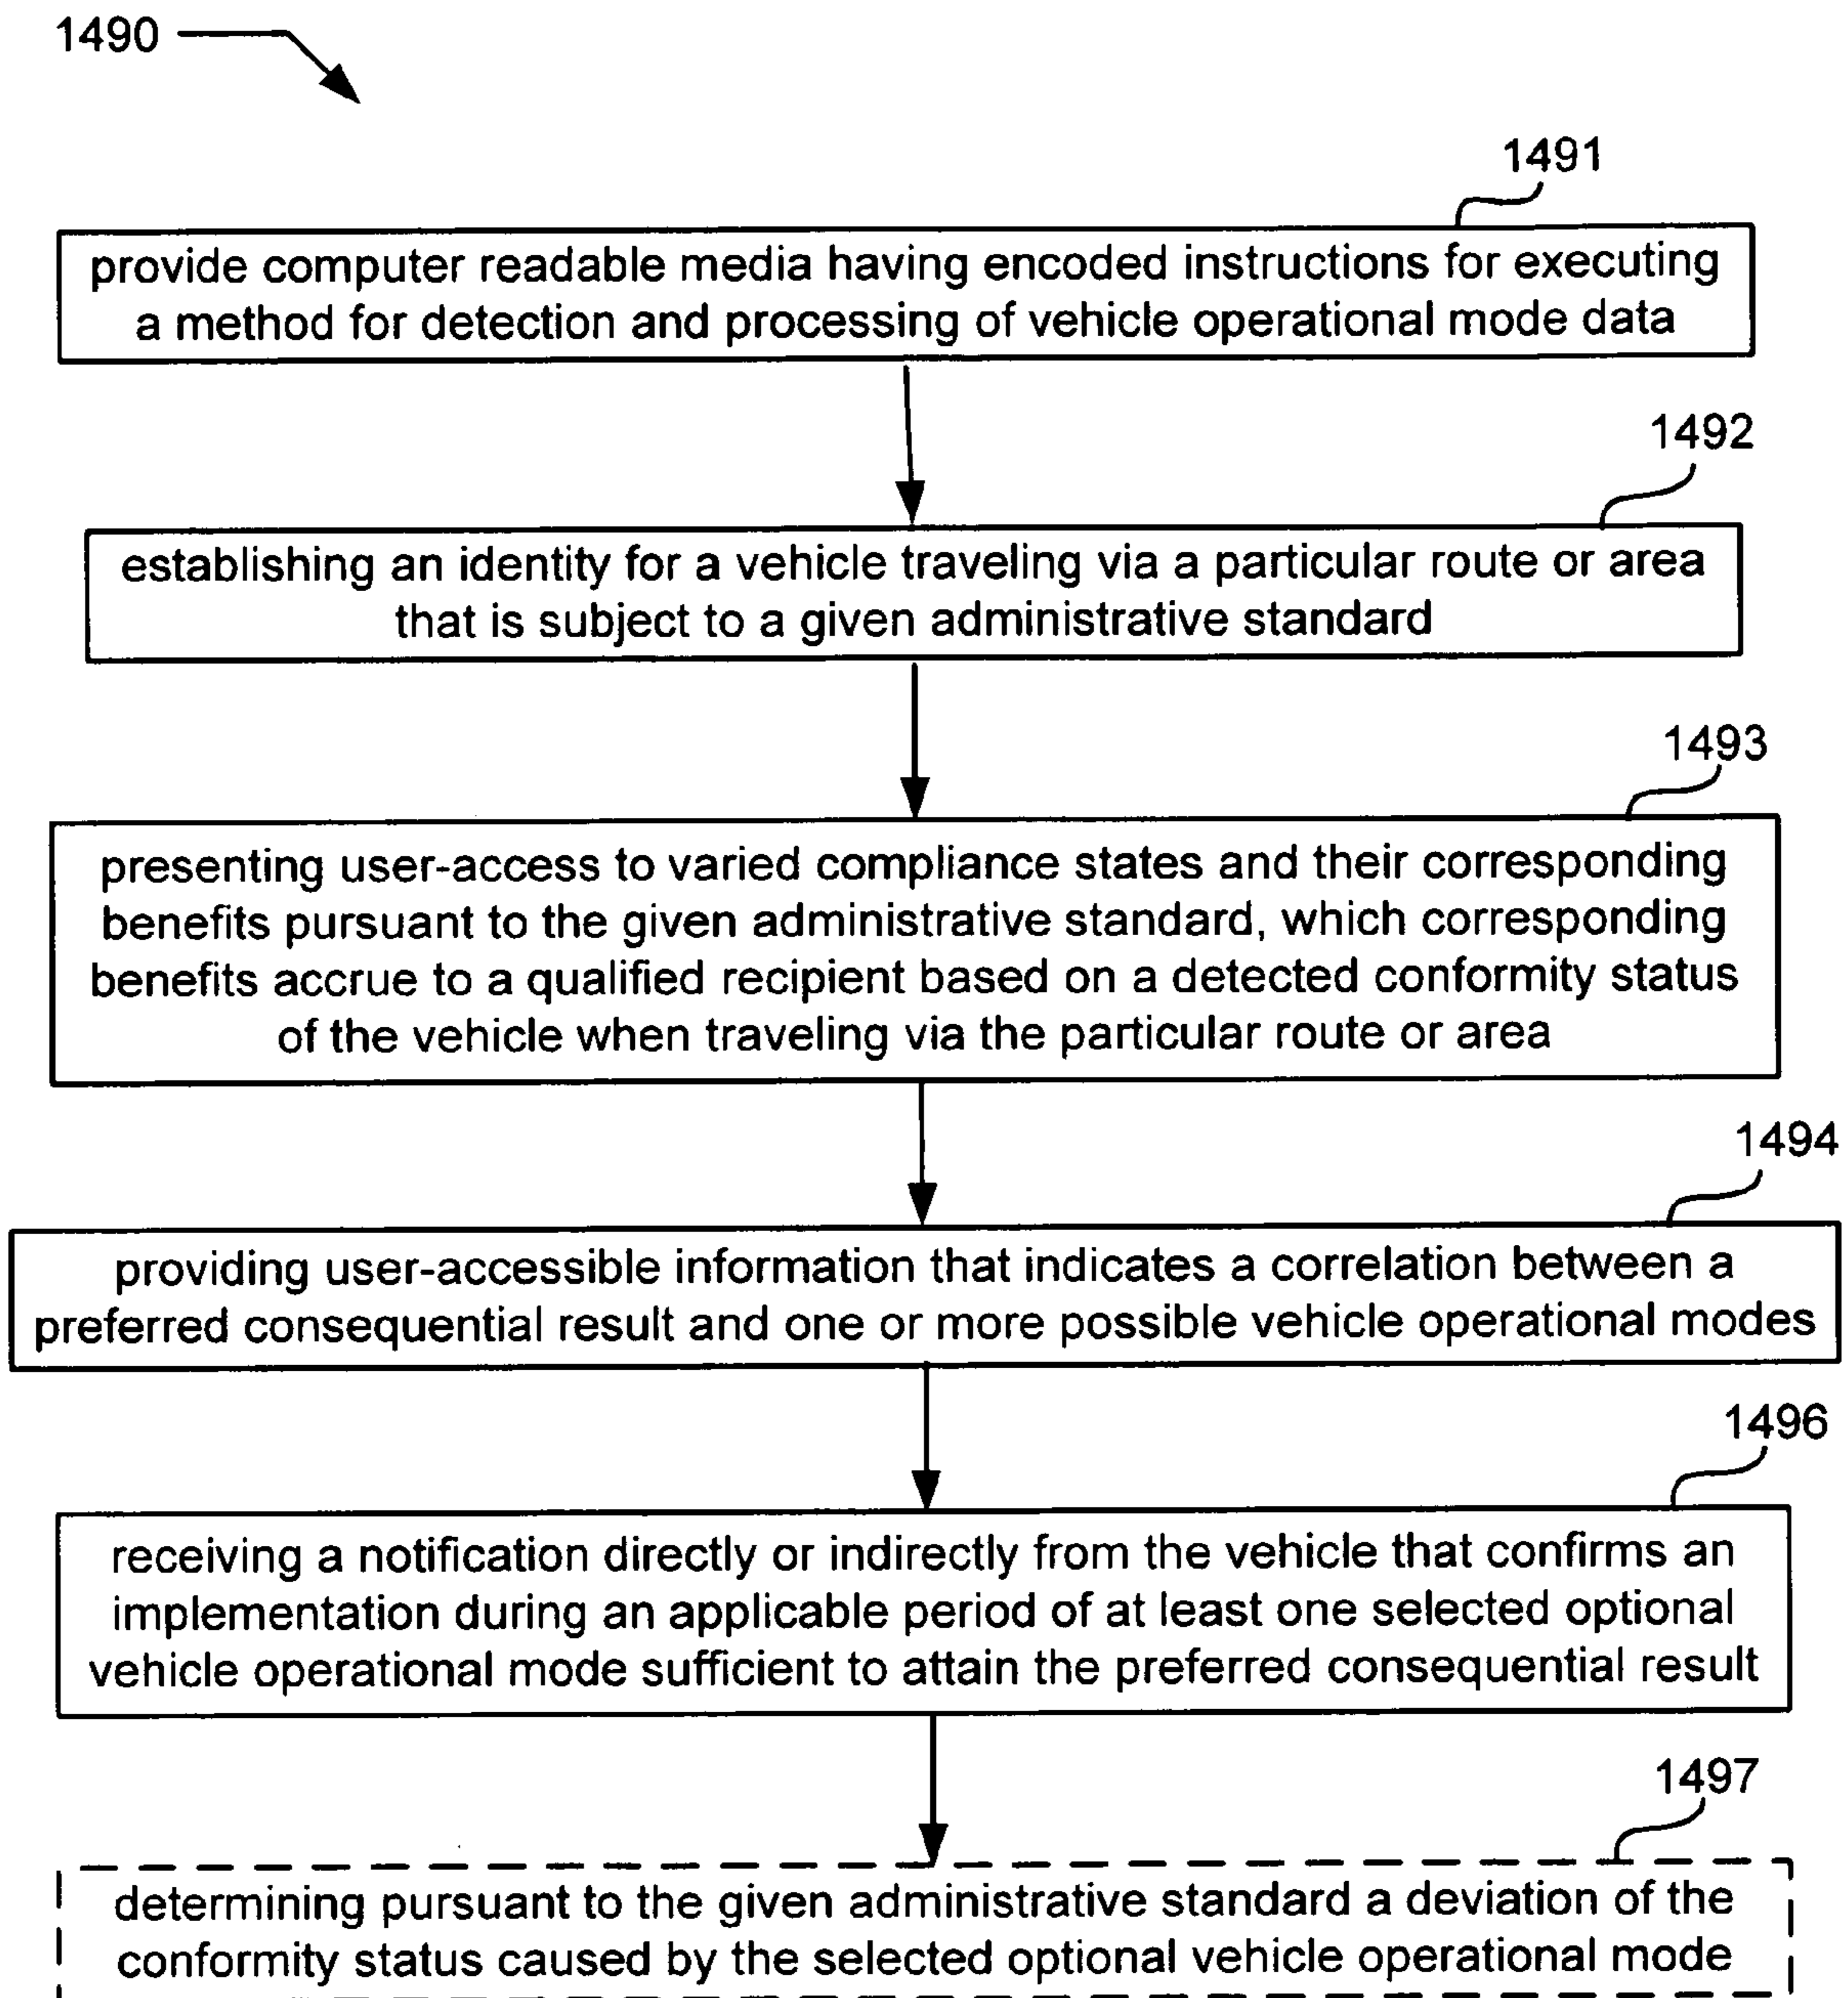 1490
1491
provide computer readable media having encoded instructions for executing
a method for detection and processing of vehicle operational mode data
1492
establishing an identity for a vehicle traveling via a particular route or area
that is subject to a given administrative standard
1493
presenting user-access to varied compliance states and their corresponding
benefits pursuant to the given administrative standard, which corresponding
benefits accrue to a qualified recipient based on a detected conformity status
of the vehicle when traveling via the particular route or area
1494
providing user-accessible information that indicates a correlation between a
preferred consequential result and one or more possible vehicle operational modes
1496
receiving a notification directly or indirectly from the vehicle that confirms an
implementation during an applicable period of at least one selected optional
vehicle operational mode sufficient to attain the preferred consequential result
1497
determining pursuant to the given administrative standard a deviation of the
conformity status caused by the selected optional vehicle operational mode